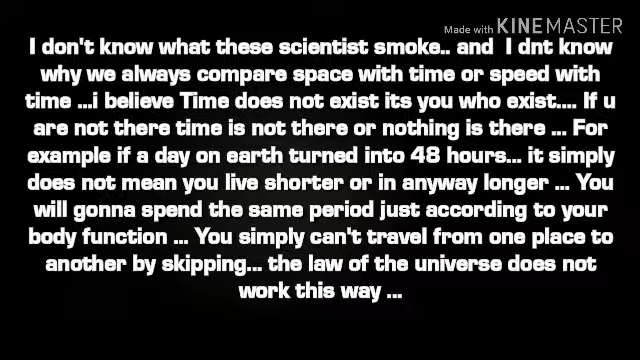 Made with KINEMASTER
I don't know what these scientist smoke.. and I dnt know
why we always compare space with time or speed with
time ...i believe Time does not exist its you who exist.... If u
are not there time is not there or nothing is there ... For
example if a day on earth turned into 48 hours... it simply
does not mean you live shorter or in anyway longer ... You
will gonna spend the same period just according to your
body function ... You simply can't travel from one place to
another by skipping... the law of the universe does not
work this way ...